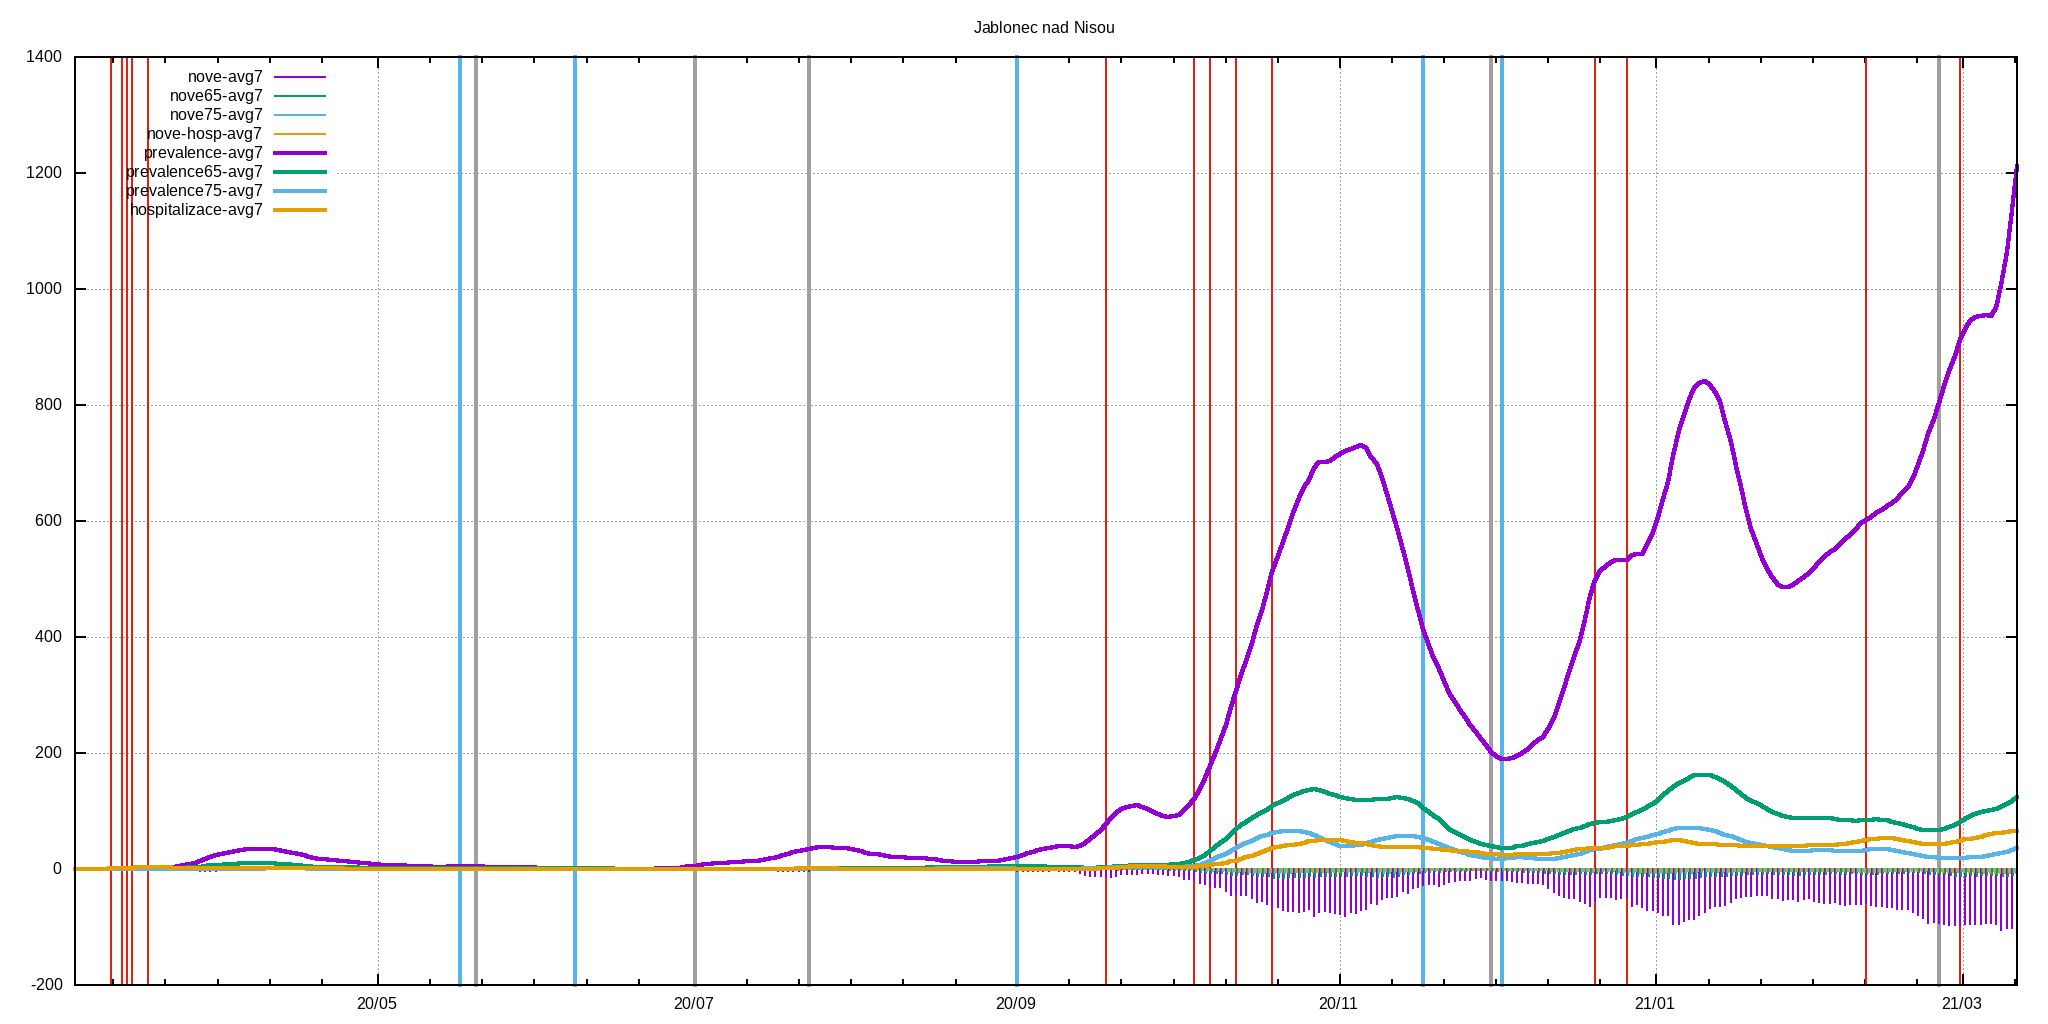 Jablonec nad Nisou
1400
1200
1000
800
600
400
200
0
-200
nove-avg7
nove65-avg7
nove75-avg7
nove-hosp-avg7
prevalence-avg7
prevalence65-avg7
prevalence75-avg7
hospitalizace-avg7
20/05 20/07 20/09 20/11 21/01 21/03